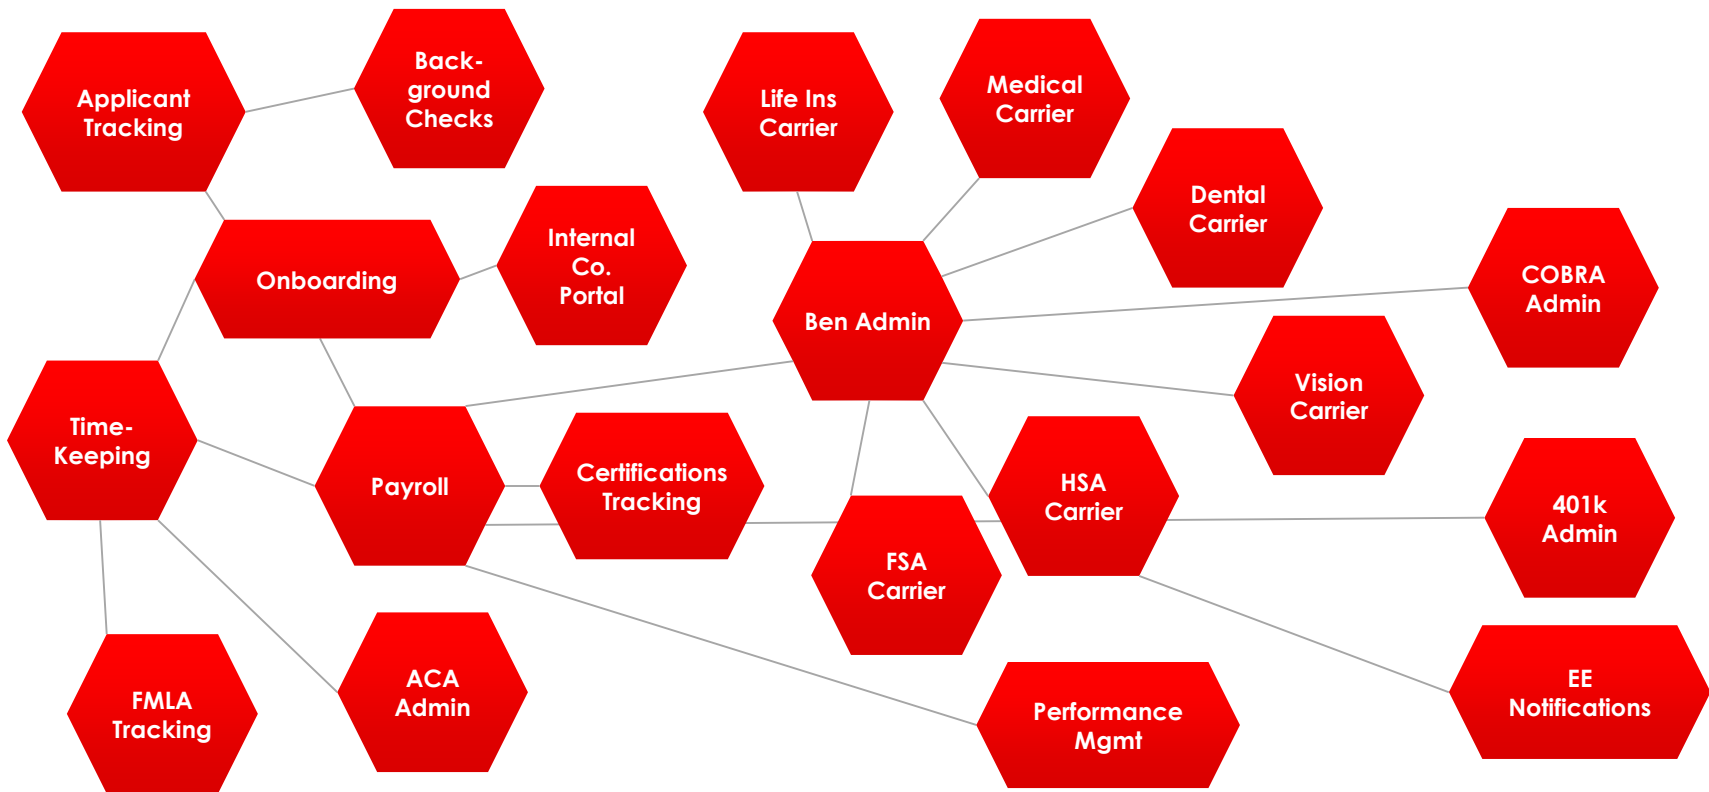 Applicant
Tracking
Back-
ground
Checks
Life Ins
Carrier
Medical
Carrier
Dental
Carrier
Internal
Co.
Portal
Onboarding
COBRA
Admin
Ben Admin
Vision
Carrier
Time-
Keeping
Payroll
Certifications
Tracking
HSA
Carrier
401k
Admin
FSA
Carrier
FMLA
Tracking
ACA
Admin
Performance
Mgmt
EE
Notifications